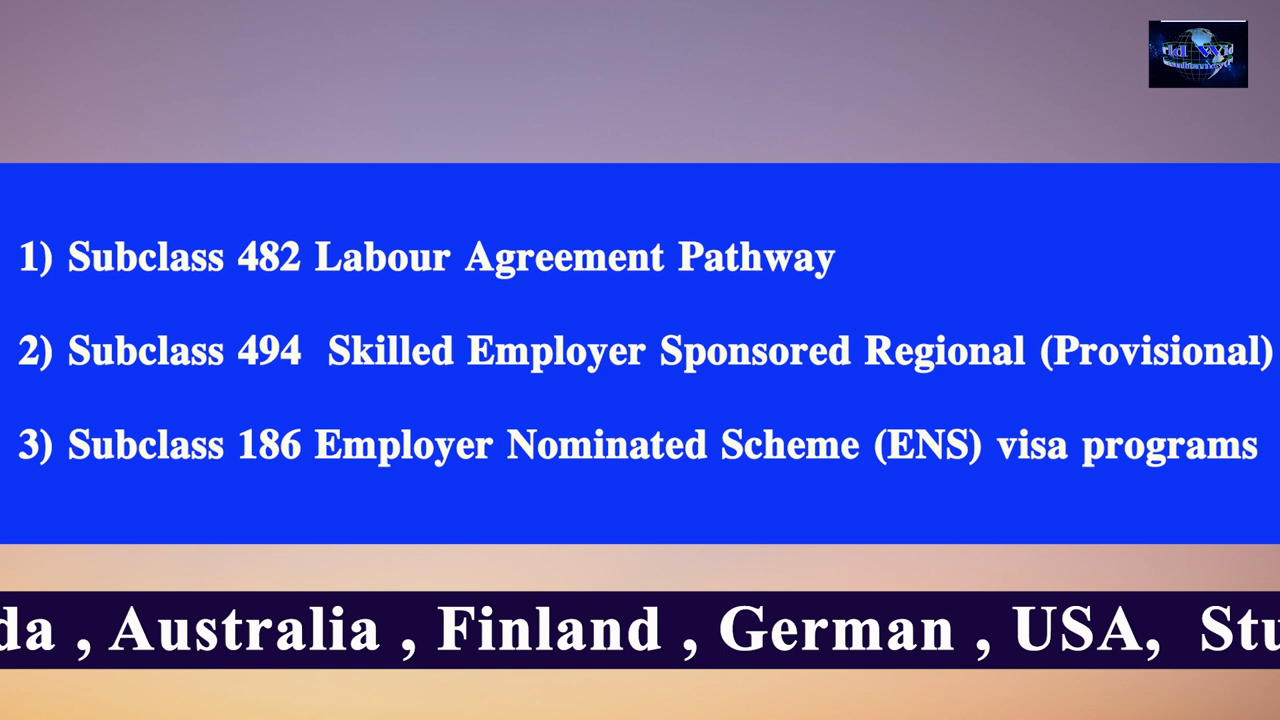 1) Subclass 482 Labour Agreement Pathway
2) Subclass 494 Skilled Employer Sponsored Regional (Provisional)
3) Subclass 186 Employer Nominated Scheme (ENS) visa programs
da , Australia , Finland , German , USA, Stu